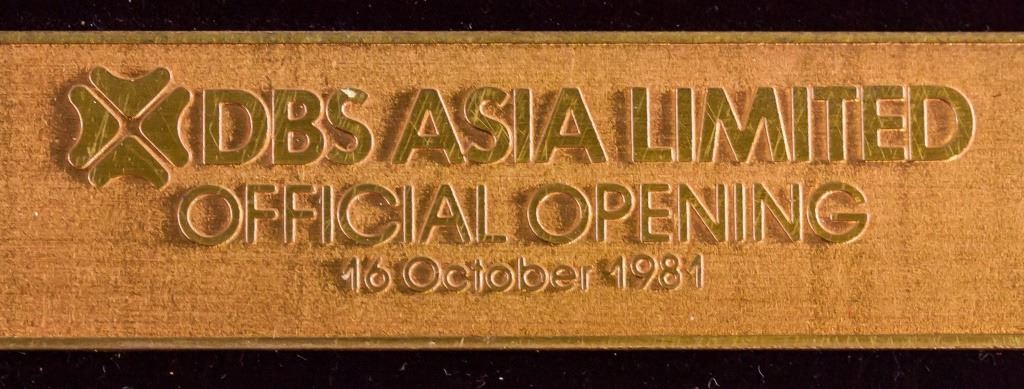 DBS ASIA LIMITED
OFFICIAL OPENING
16 October 1981